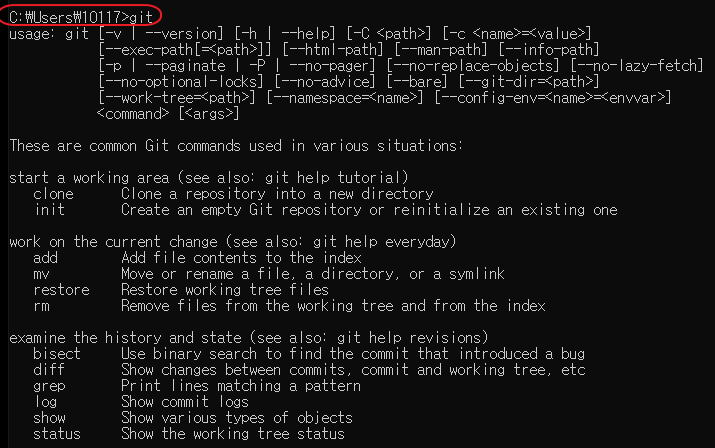 C:₩Users₩10117>git
usage: git [-v | --version] [-h | --help] [-C <path>] [-c <name>=<value>]
           [--exec-path[=<path>]] [--html-path] [--man-path] [--info-path]
           [-p | --paginate | -P | --no-pager] [--no-replace-objects] [--no-lazy-fetch]
           [--no-optional-locks] [--no-advice] [--bare] [--git-dir=<path>]
           [--work-tree=<path>] [--namespace=<name>] [--config-env=<name>=<envvar>]
           <command> [<args>]

These are common Git commands used in various situations:

start a working area (see also: git help tutorial)
   clone      Clone a repository into a new directory
   init       Create an empty Git repository or reinitialize an existing one

work on the current change (see also: git help everyday)
   add        Add file contents to the index
   mv         Move or rename a file, a directory, or a symlink
   restore    Restore working tree files
   rm         Remove files from the working tree and from the index

examine the history and state (see also: git help revisions)
   bisect     Use binary search to find the commit that introduced a bug
   diff       Show changes between commits, commit and working tree, etc
   grep       Print lines matching a pattern
   log        Show commit logs
   show       Show various types of objects
   status     Show the working tree status